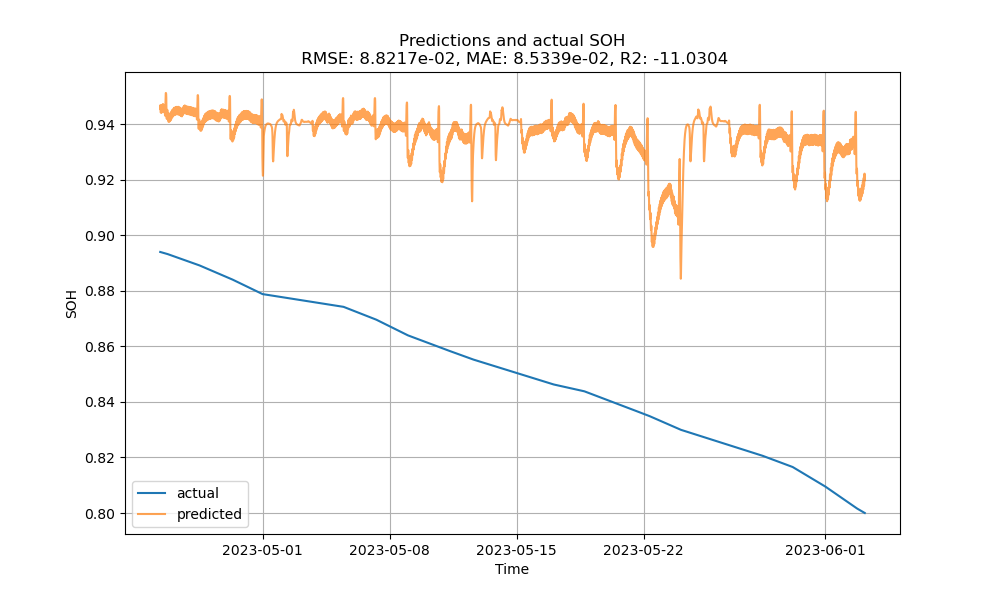 Predictions and actual SOH
RMSE: 8.8217e-02, MAE: 8.5339e-02, R2: -11.0304
SOH
0.94
0.92
0.90
0.88
0.86
0.84
0.82
0.80
actual
predicted
2023-05-01
2023-05-08
2023-05-15
2023-05-22
2023-06-01
Time